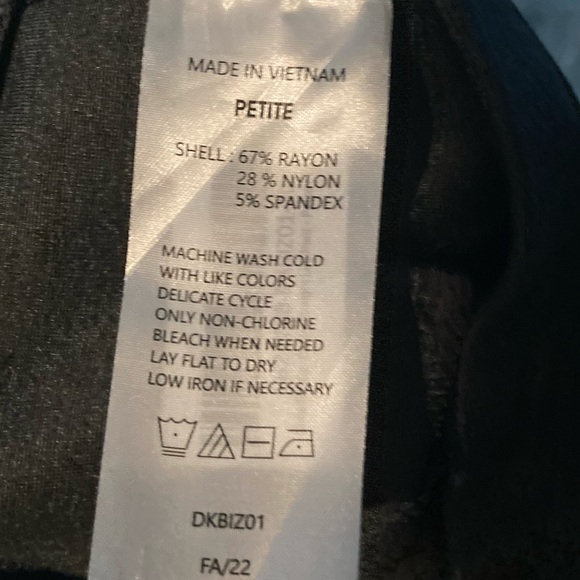 MADE IN VIETNAM
PETITE
SHELL : 67% RAYON
28 % NYLON
5% SPANDEX
MACHINE WASH COLD
WITH LIKE COLORS
DELICATE CYCLE
ONLY NON-CHLORINE
BLEACH WHEN NEEDED
LAY FLAT TO DRY
LOW IRON IF NECESSARY
DKBIZ01
FA/22